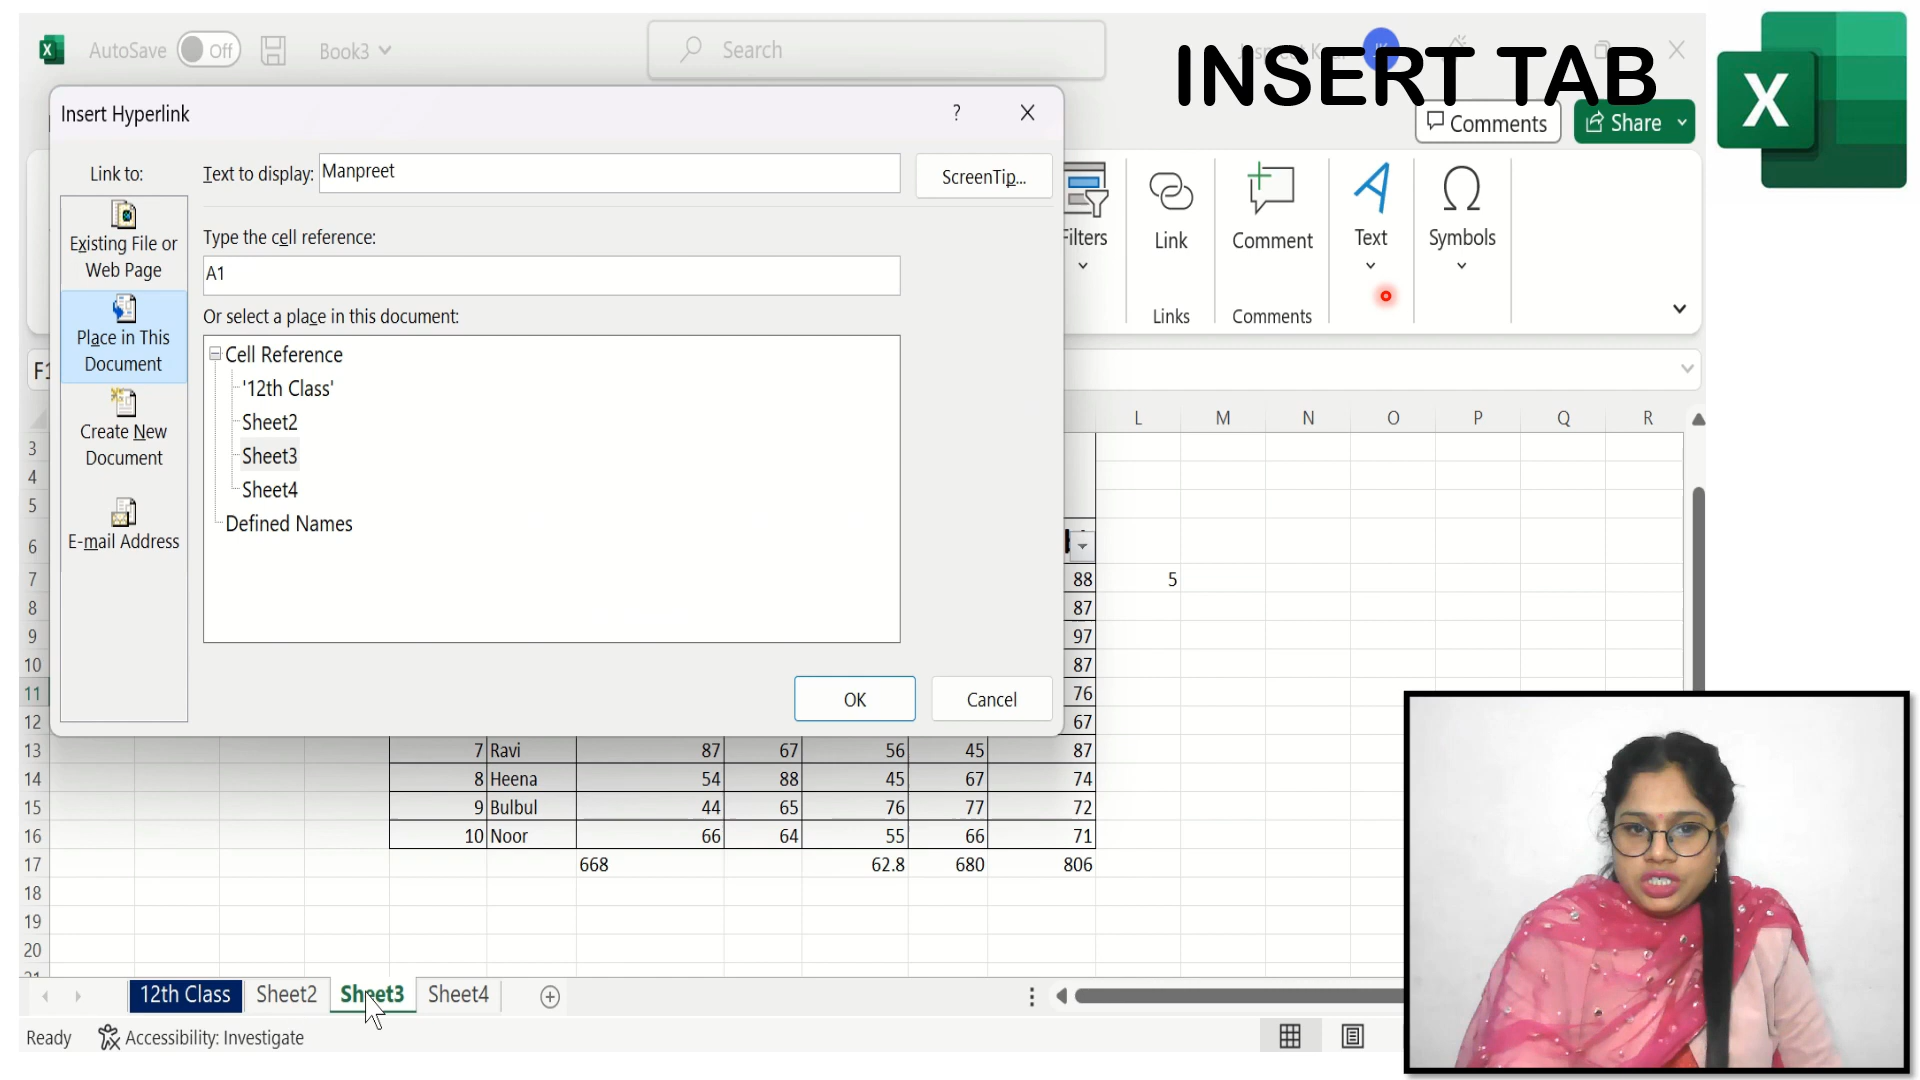 AutoSave Off Book3 Search
INSERT TAB
Comments Share
X
Insert Hyperlink ? 
Link to: Text to display: Manpreet ScreenTip...
Existing File or
Web Page
Place in This
Document
Create New
Document
E-mail Address
Type the cell reference:
A1
Or select a place in this document:
Cell Reference
'12th Class'
Sheet2
Sheet3
Sheet4
Defined Names
OK Cancel
Filters Link Comment Text Symbols
Links Comments
L M N O P Q R
3
4
5
6
7 88 5
8 87
9 97
10 87
11 76
12 67
13 7 Ravi 87 67 56 45 87
14 8 Heena 54 88 45 67 74
15 9 Bulbul 44 65 76 77 72
16 10 Noor 66 64 55 66 71
17 668 62.8 680 806
18
19
20
12th Class Sheet2 Sheet3 Sheet4
Ready Accessibility: Investigate